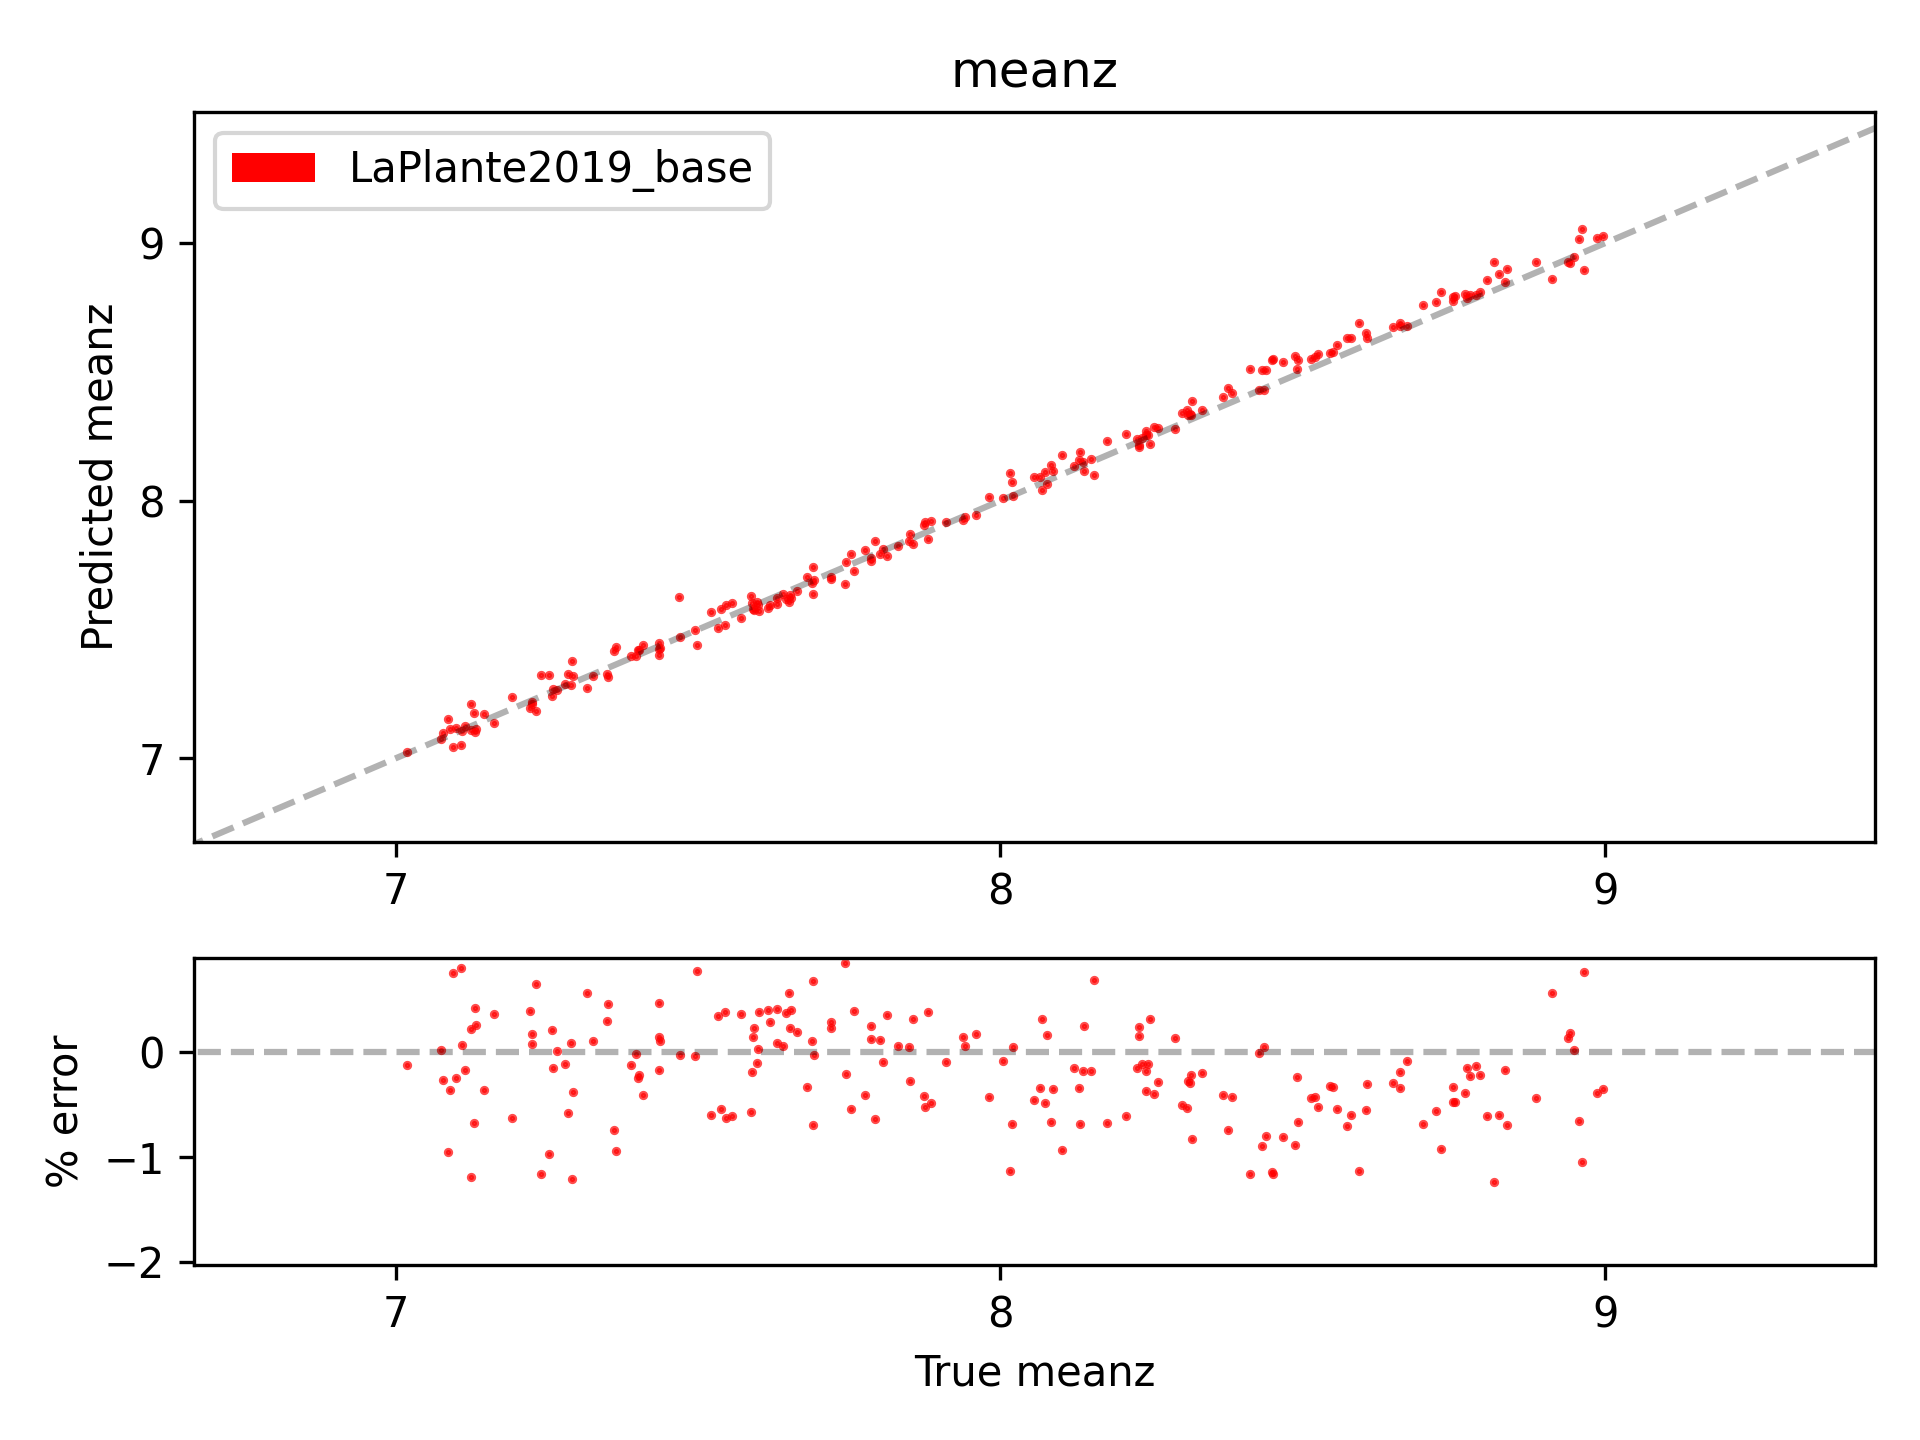 meanz
LaPlante2019_base
Predicted meanz
9
8
7
7 8 9
% error
0
−1
−2
7 8 9
True meanz